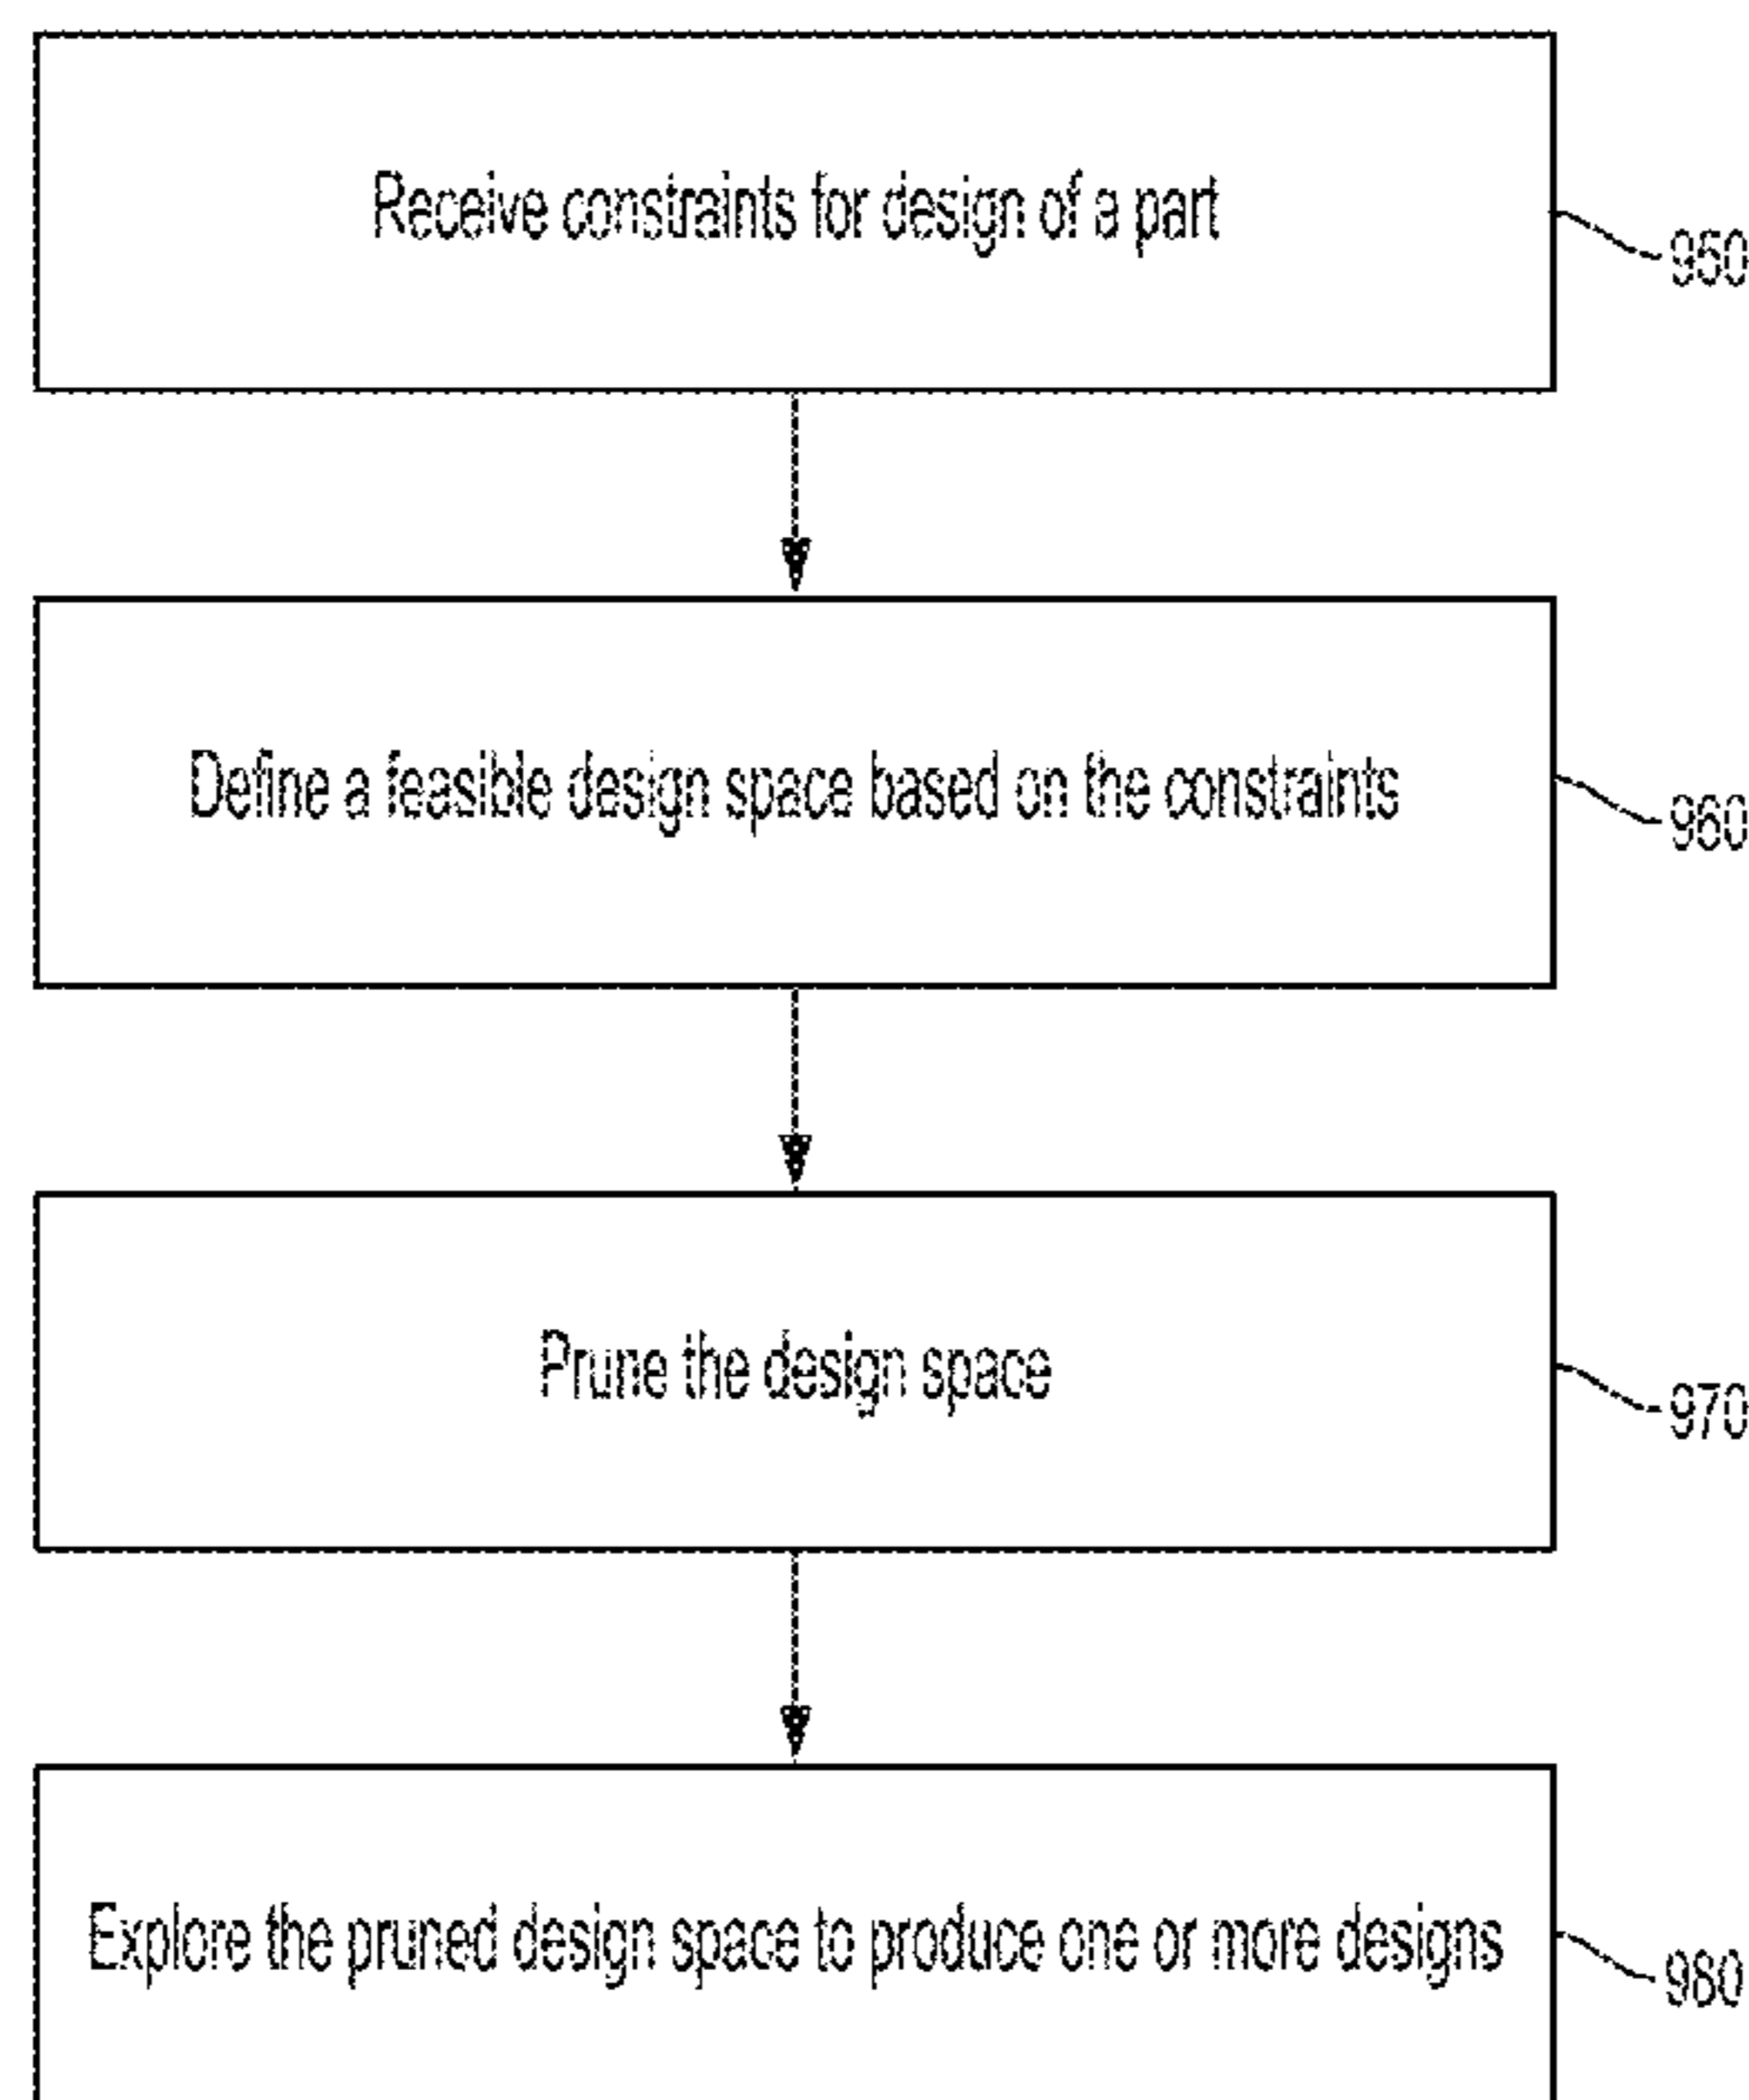 Receive constraints for design of a part
950
Define a feasible design space based on the constraints
960
Prune the design space
970
Explore the pruned design space to produce one or more designs
980